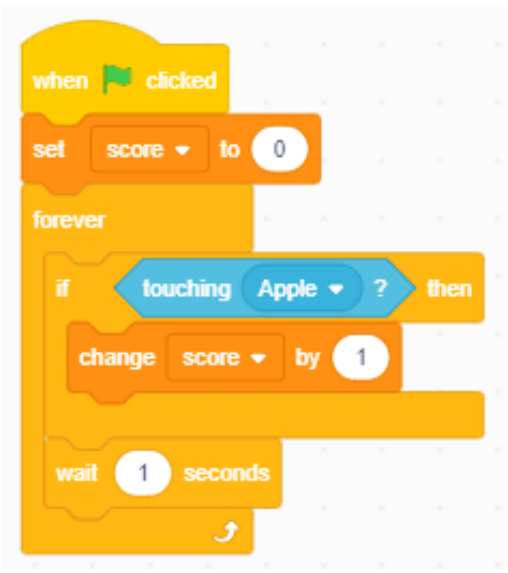 when clicked
set score to 0
forever
if touching Apple ? then
change score by 1
wait 1 seconds